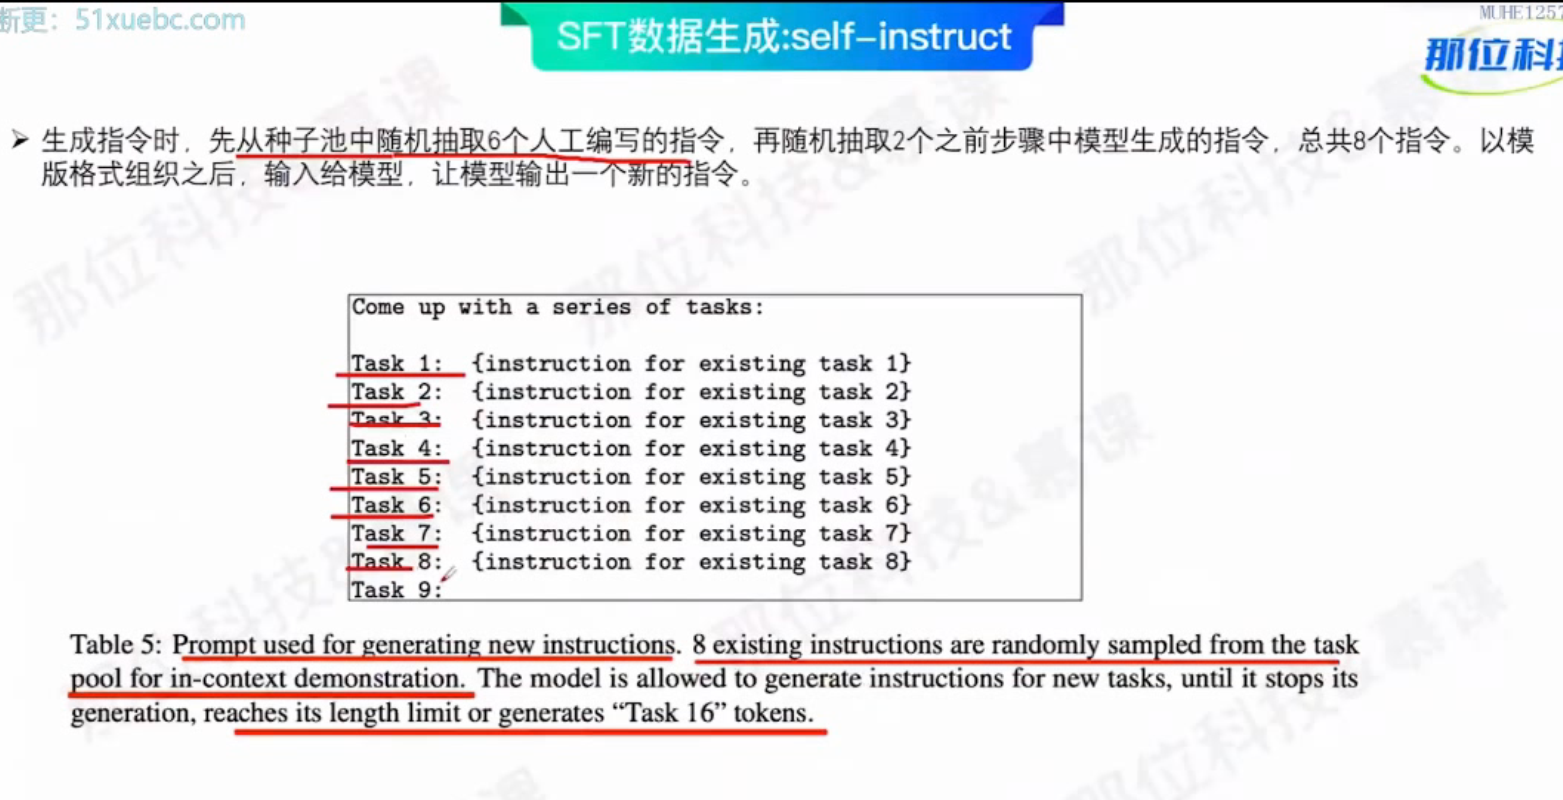 断更：51xuebc.com
MUHE1257
SFT数据生成:self-instruct
那位科技
➢ 生成指令时，先从种子池中随机抽取6个人工编写的指令，再随机抽取2个之前步骤中模型生成的指令，总共8个指令。以模
版格式组织之后，输入给模型，让模型输出一个新的指令。
Come up with a series of tasks:
Task 1: {instruction for existing task 1}
Task 2: {instruction for existing task 2}
Task 3: {instruction for existing task 3}
Task 4: {instruction for existing task 4}
Task 5: {instruction for existing task 5}
Task 6: {instruction for existing task 6}
Task 7: {instruction for existing task 7}
Task 8: {instruction for existing task 8}
Task 9:
Table 5: Prompt used for generating new instructions. 8 existing instructions are randomly sampled from the task
pool for in-context demonstration. The model is allowed to generate instructions for new tasks, until it stops its
generation, reaches its length limit or generates “Task 16” tokens.
那位科技&慕课